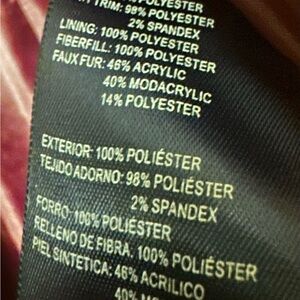 POLYESTER
TRIM: 98% POLYESTER
2% SPANDEX
LINING: 100% POLYESTER
FIBERFILL: 100% POLYESTER
FAUX FUR: 46% ACRYLIC
40% MODACRYLIC
14% POLYESTER
EXTERIOR: 100% POLIÉSTER
TEJIDO ADORNO: 98% POLIÉSTER
2% SPANDEX
FORRO: 100% POLIÉSTER
RELLENO DE FIBRA. 100% POLIÉSTER
PIEL SINTETICA: 46% ACRILICO
40%